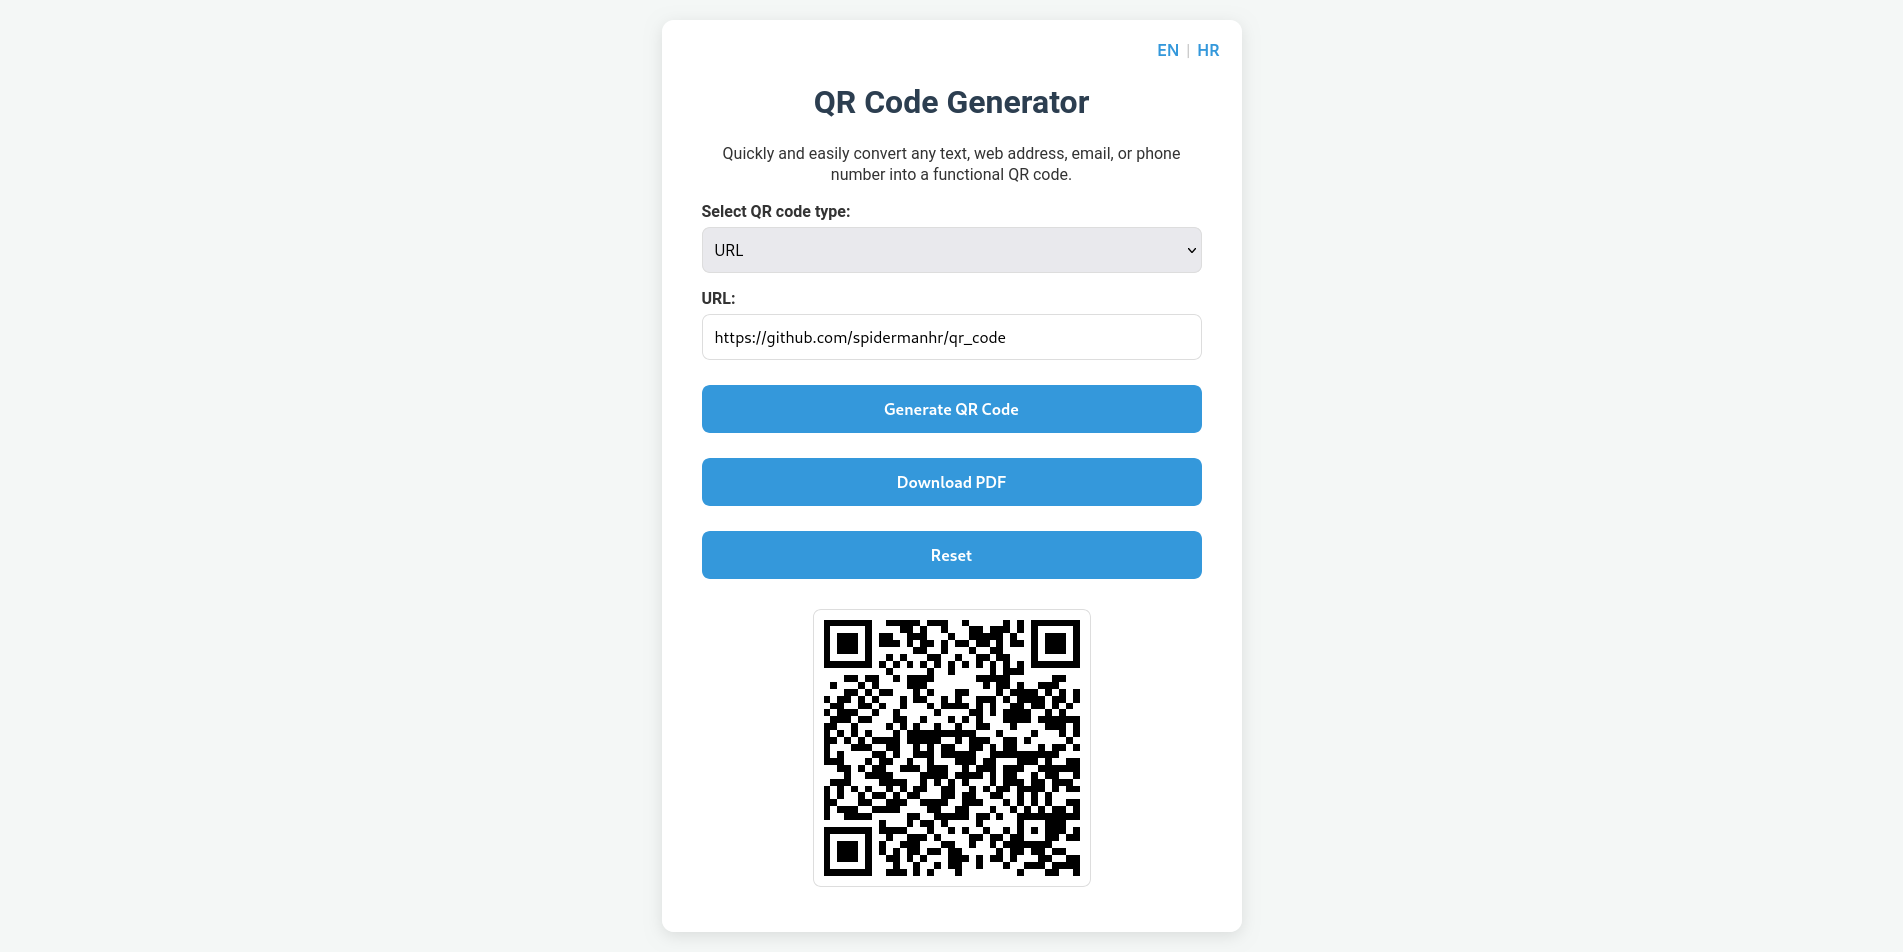 EN | HR
QR Code Generator
Quickly and easily convert any text, web address, email, or phone
number into a functional QR code.
Select QR code type:
URL
URL:
https://github.com/spidermanhr/qr_code
Generate QR Code
Download PDF
Reset